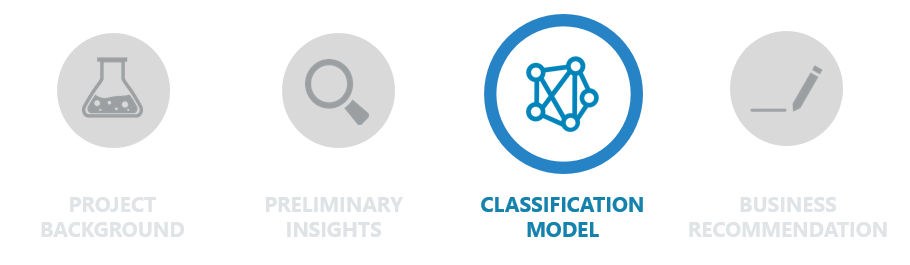 PROJECT
BACKGROUND
PRELIMINARY
INSIGHTS
CLASSIFICATION
MODEL
BUSINESS
RECOMMENDATION